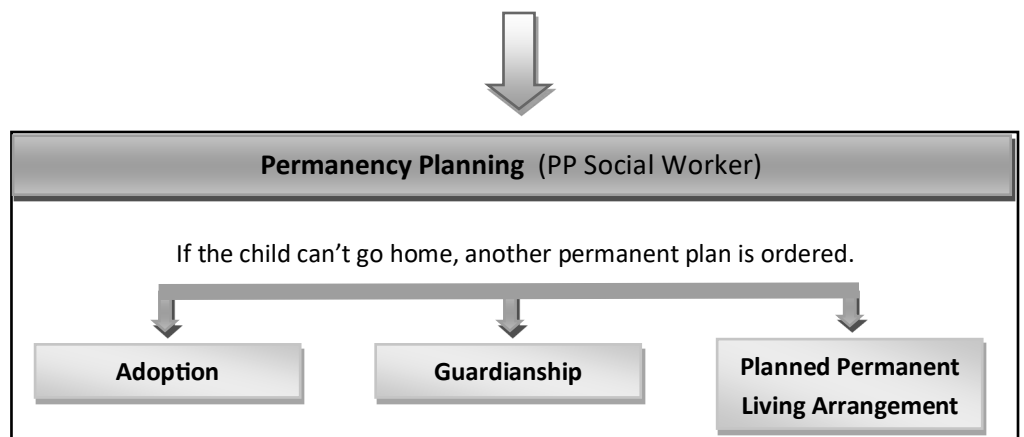 Permanency Planning (PP Social Worker)
If the child can’t go home, another permanent plan is ordered.
Adoption
Guardianship
Planned Permanent
Living Arrangement